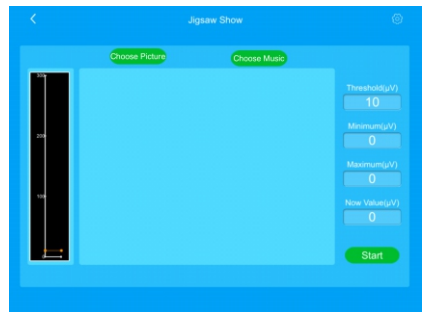 Jigsaw Show
Choose Picture
Choose Music
300
200
100
0
Threshold(μV)
10
Minimum(μV)
0
Maximum(μV)
0
Now Value(μV)
0
Start